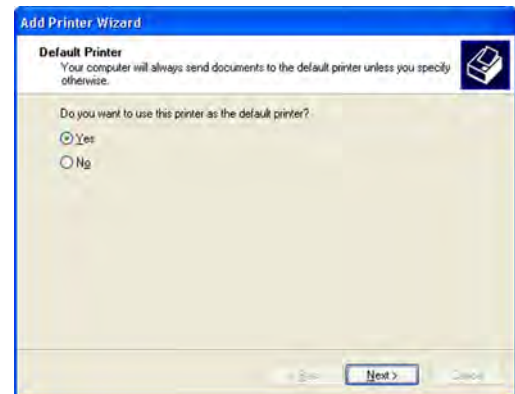 Add Printer Wizard
Default Printer
Your computer will always send documents to the default printer unless you specify
otherwise.
Do you want to use this printer as the default printer?
Yes
No
Next >